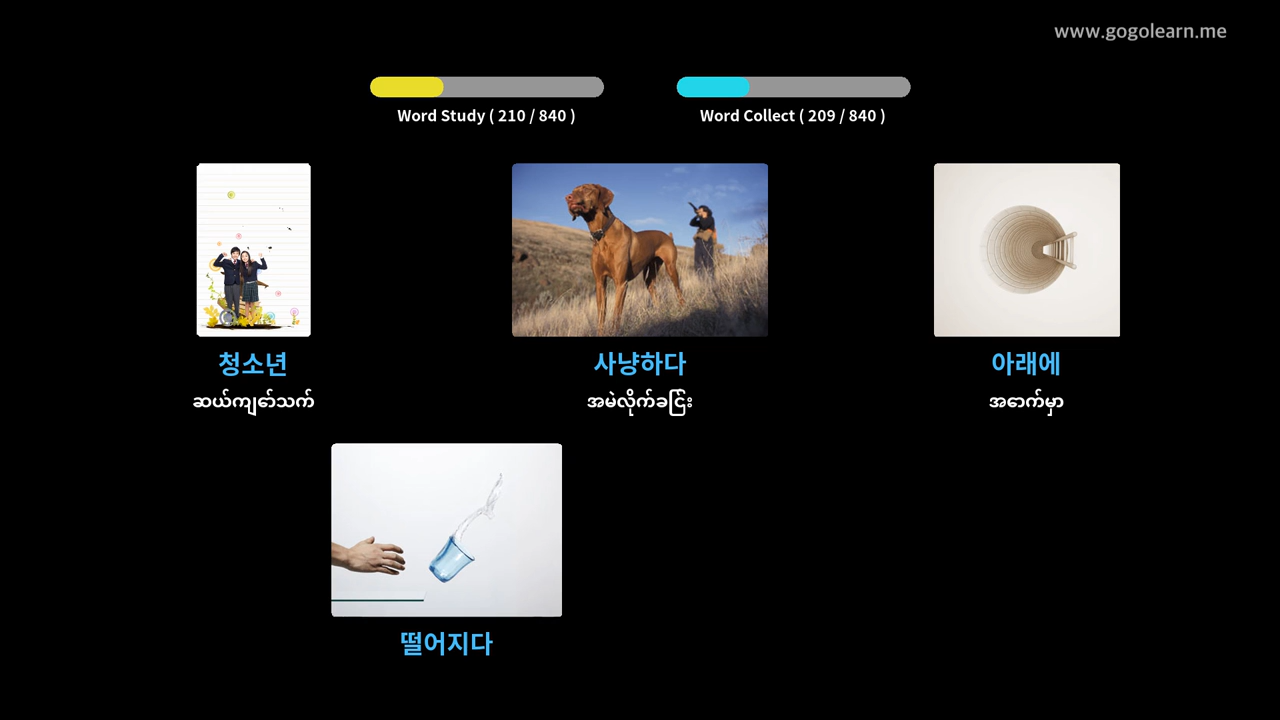 www.gogolearn.me
Word Study ( 210 / 840 )
Word Collect ( 209 / 840 )
청소년
사냥하다
아래에
ဆယ်ကျော်သက်
အမဲလိုက်ခြင်း
အောက်မှာ
떨어지다